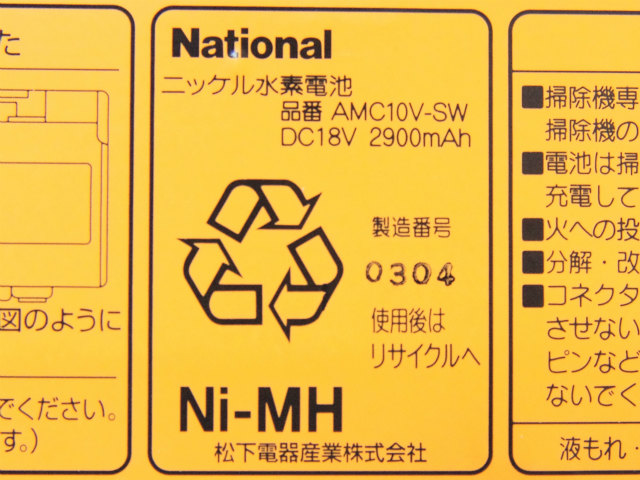 た
図のように
でください。
す。)
National
ニッケル水素電池
品番 AMC10V-SW
DC18V 2900mAh
製造番号
0304
使用後は
リサイクルへ
Ni-MH
松下電器産業株式会社
■掃除機専
掃除機の
■電池は掃
充電して
■火への投
■分解・改
■コネクタ
させない
ピンなど
ないでく
液もれ・